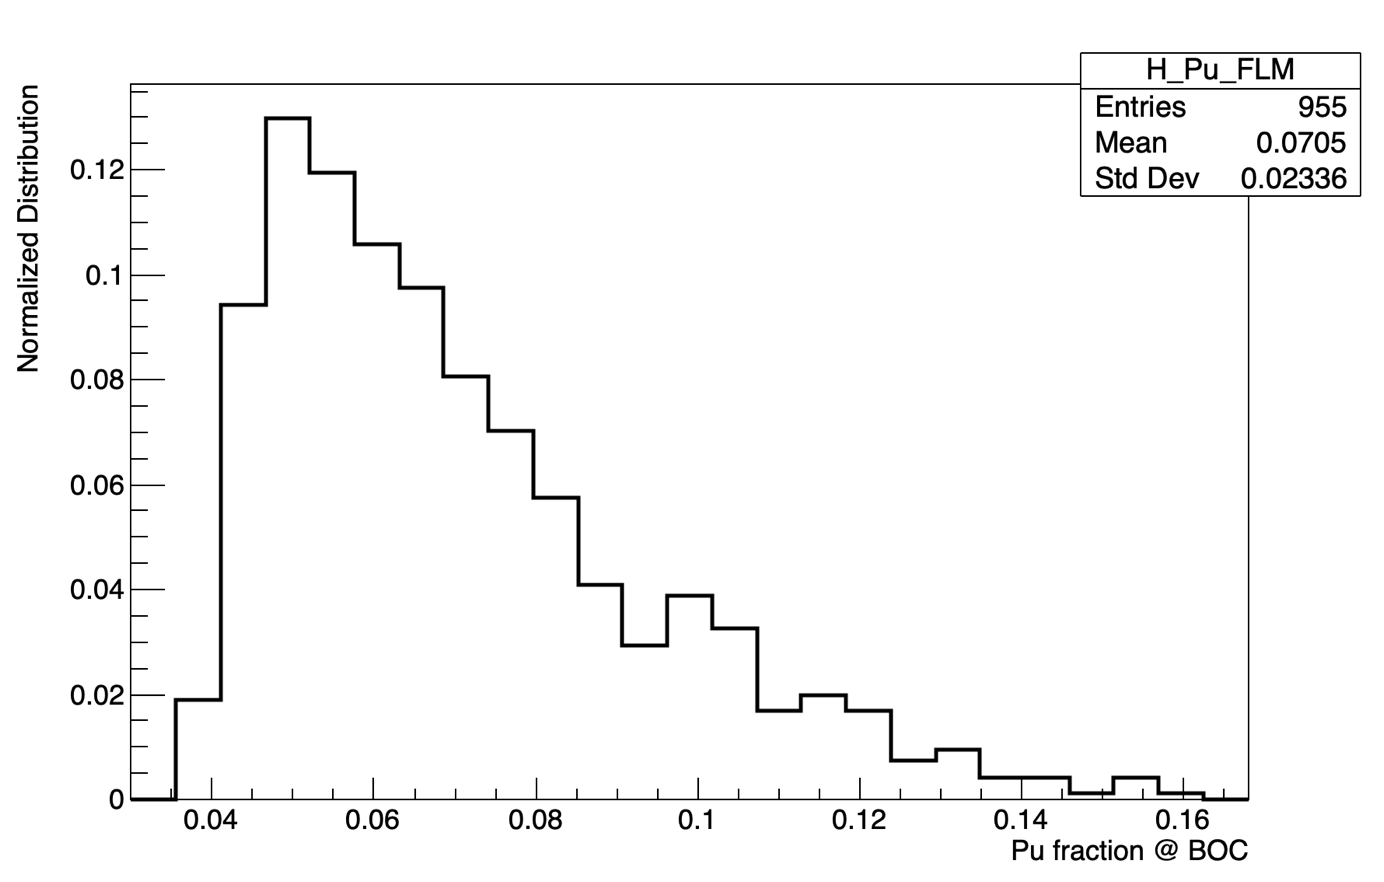 H_Pu_FLM
Entries 955
Mean 0.0705
Std Dev 0.02336
Normalized Distribution
0.12
0.1
0.08
0.06
0.04
0.02
0
0.04 0.06 0.08 0.1 0.12 0.14 0.16
Pu fraction @ BOC